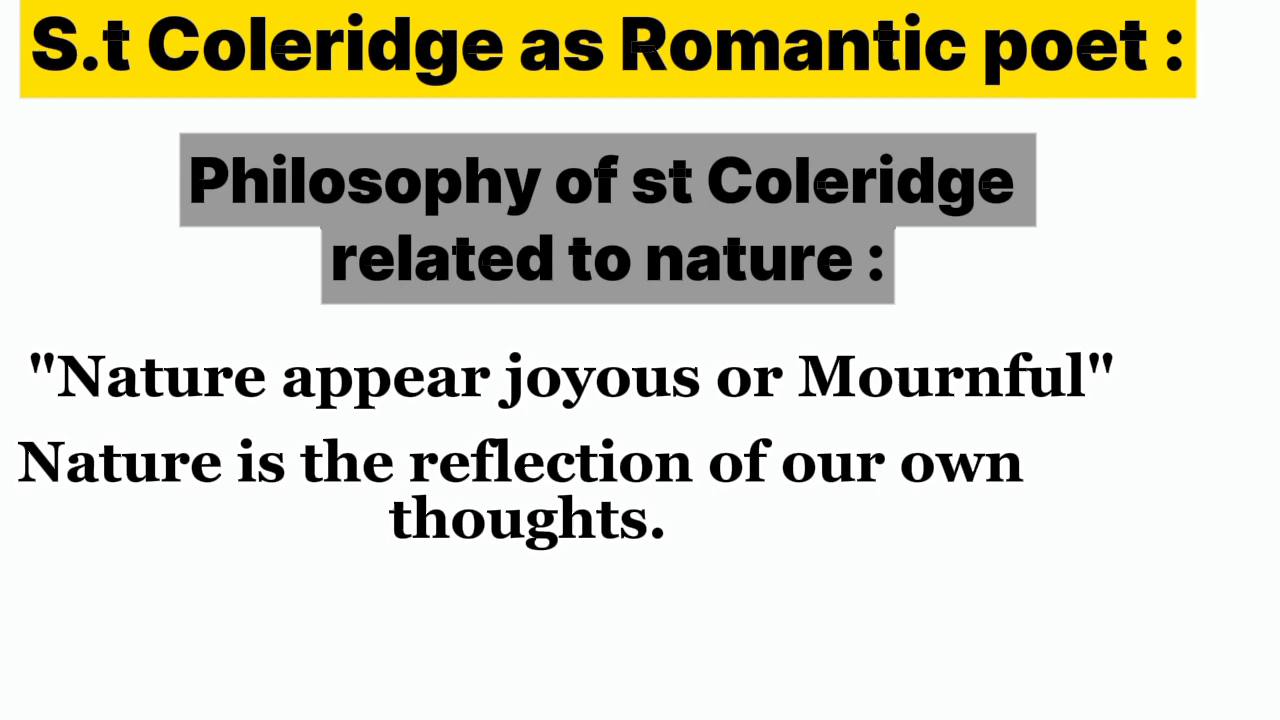 S.t Coleridge as Romantic poet :
Philosophy of st Coleridge
related to nature :
"Nature appear joyous or Mournful"
Nature is the reflection of our own
thoughts.